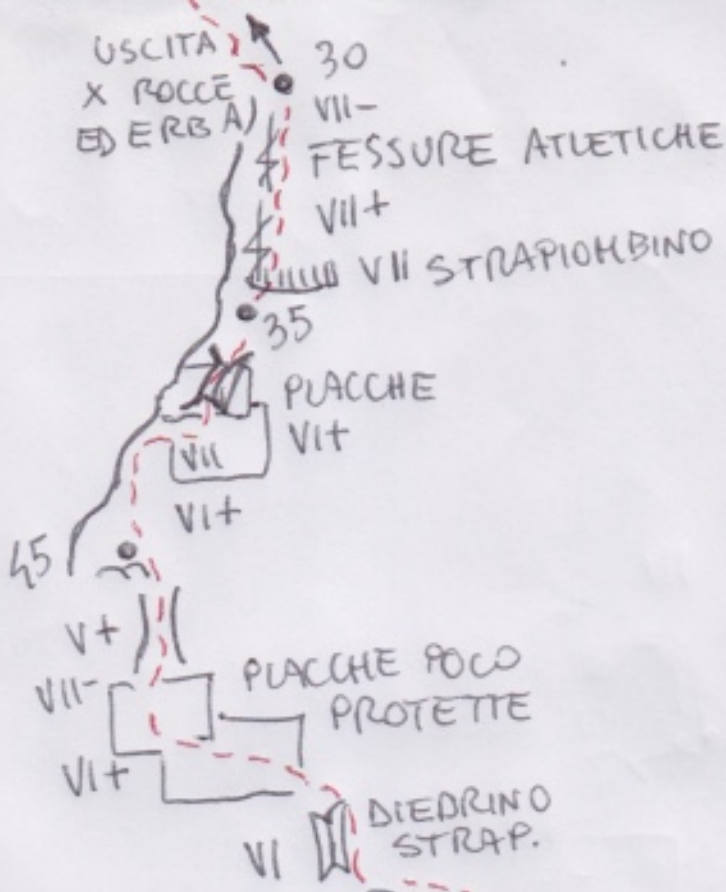 USCITA
X ROCCE
ED ERBA)
30
VII-
FESSURE ATLETICHE
VII+
VII STRAPIOMBINO
35
PLACCHE
VI+
VII
VI+
45
V+
VII-
PLACCHE POCO
PROTETTE
VI+
DIEDRINO
STRAP.
VI